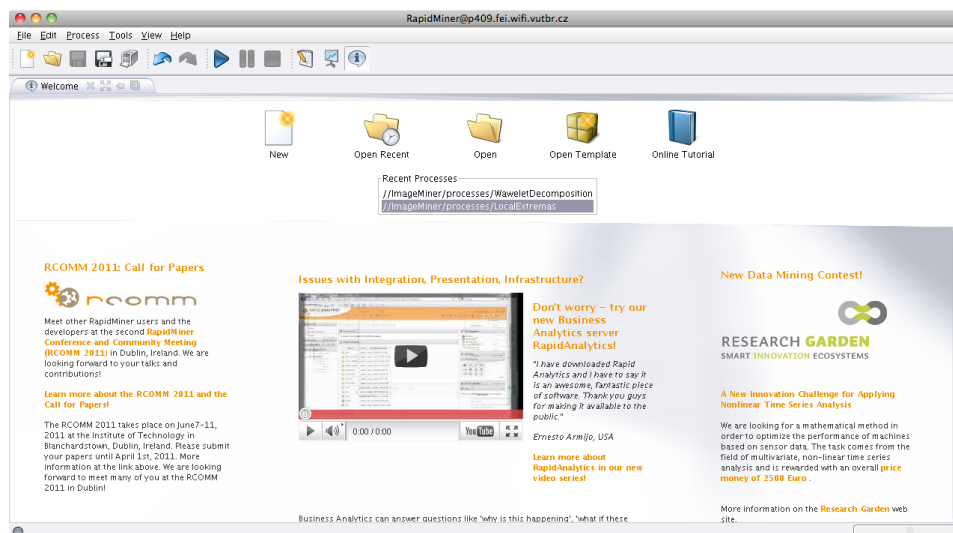 RapidMiner@p409.fei.wifi.vutbr.cz
File Edit Process Tools View Help
Welcome
New
Open Recent
Open
Open Template
Online Tutorial
Recent Processes
//ImageMiner/processes/WaweletDecomposition
//ImageMiner/processes/LocalExtremas
RCOMM 2011: Call for Papers
rcomm
Meet other RapidMiner users and the
developers at the second RapidMiner
Conference and Community Meeting
(RCOMM 2011) in Dublin, Ireland. We are
looking forward to your talks and
contributions!
Learn more about the RCOMM 2011 and the
Call for Papers!
The RCOMM 2011 takes place on June7-11,
2011 at the Institute of Technology in
Blanchardstown, Dublin, Ireland. Please submit
your papers until April 1st, 2011. More
information at the link above. We are looking
forward to meet many of you at the RCOMM
2011 in Dublin!
Issues with Integration, Presentation, Infrastructure?
0:00 / 0:00
YouTube
Don't worry - try our
new Business
Analytics server
RapidAnalytics!
"I have downloaded Rapid
Analytics and I have to say it
is an awesome, fantastic piece
of software. Thank you guys
for making it available to the
public."
Ernesto Armijo, USA
Learn more about
RapidAnalytics in our new
video series!
Business Analytics can answer questions like 'why is this happening', 'what if these
New Data Mining Contest!
RESEARCH GARDEN
SMART INNOVATION ECOSYSTEMS
A New Innovation Challenge for Applying
Nonlinear Time Series Analysis
We are looking for a mathematical method in
order to optimize the performance of machines
based on sensor data. The task comes from the
field of multivariate, non-linear time series
analysis and is rewarded with an overall price
money of 2500 Euro .
More information on the Research Garden web
site.